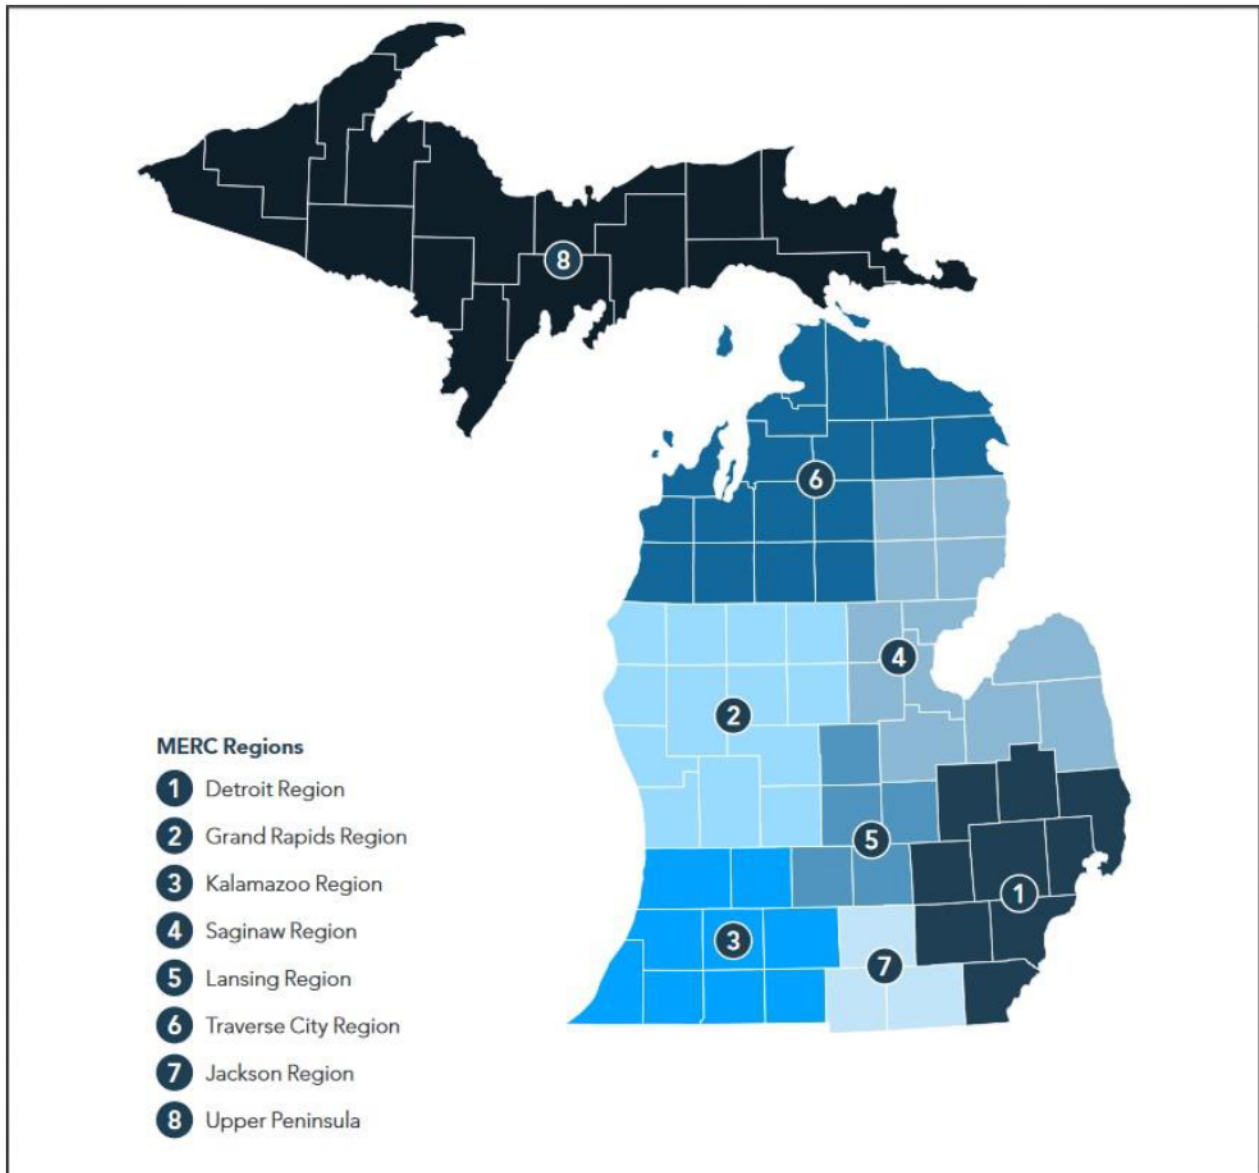 8
6
4
2
5
1
3
7
MERC Regions
1 Detroit Region
2 Grand Rapids Region
3 Kalamazoo Region
4 Saginaw Region
5 Lansing Region
6 Traverse City Region
7 Jackson Region
8 Upper Peninsula